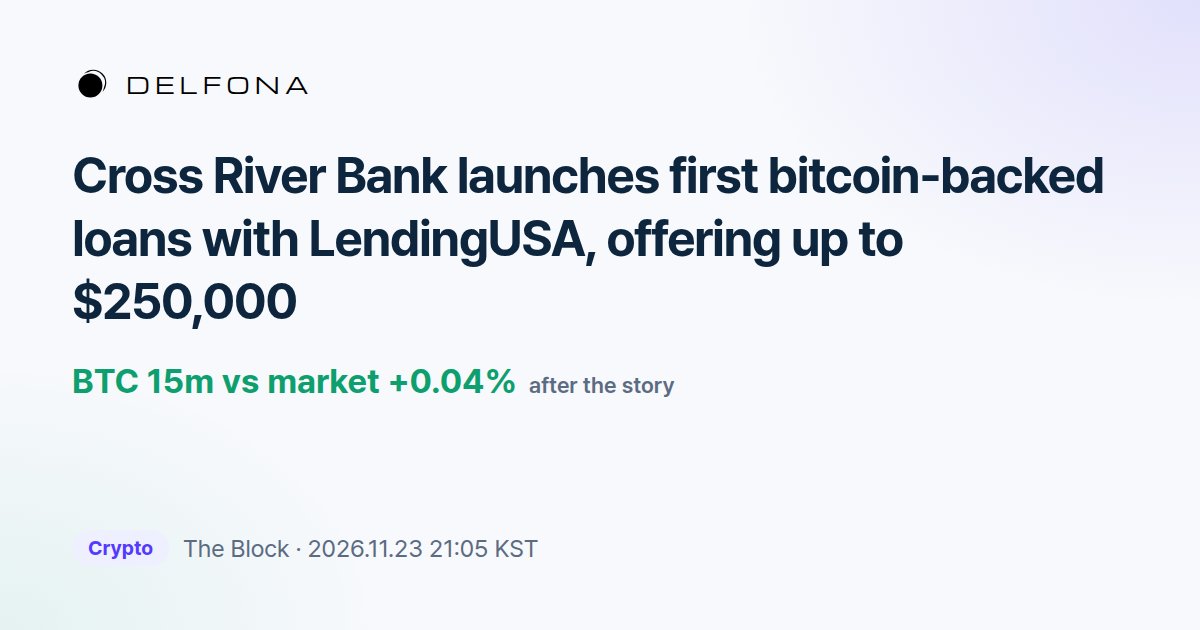 DELFONA
Cross River Bank launches first bitcoin-backed
loans with LendingUSA, offering up to
$250,000
BTC 15m vs market +0.04% after the story
Crypto The Block · 2026.11.23 21:05 KST